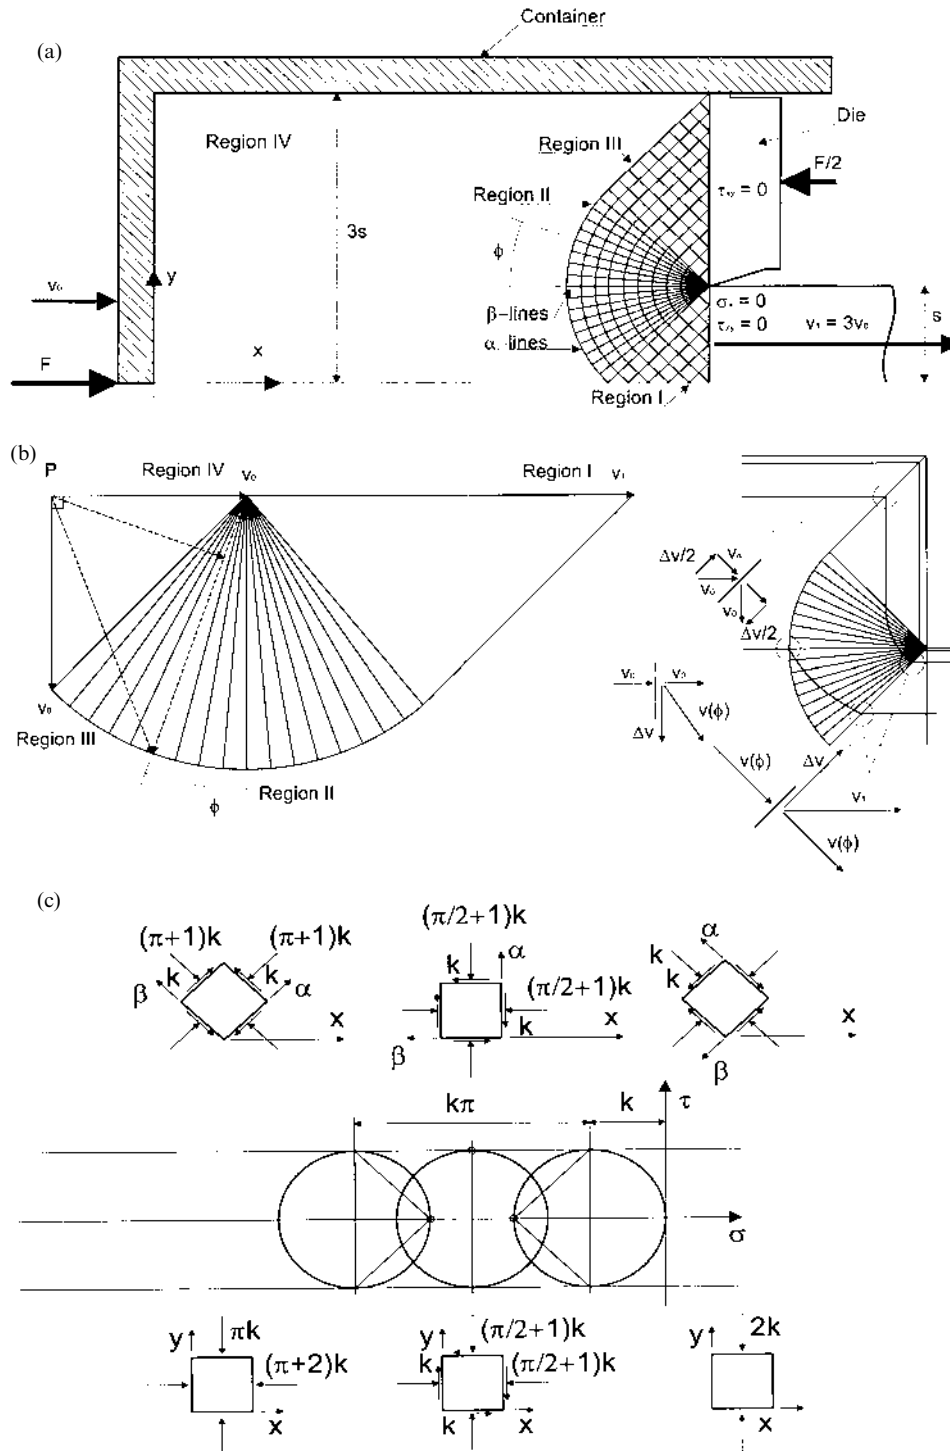 (a)
Container
Region IV
Region III
Die
F/2
τxy = 0
Region II
3s
ϕ
v₀
y
β-lines
α lines
σx = 0
τxy = 0
v₁ = 3v₀
s
F
x
Region I
(b)
P
Region IV
v₀
Region I
v₁
Δv/2
v₀
v₀
v₀
Δv/2
v₀
v₀
v₀
v(ϕ)
Δv
Region III
Region II
ϕ
v(ϕ)
Δv
v₁
v(ϕ)
(c)
(π+1)k (π+1)k
(π/2+1)k
β k k α
x
k α
(π/2+1)k
β k x
α
k
k
β x
kπ k τ
σ
y πk
(π+2)k
x
y (π/2+1)k
k (π/2+1)k
k x
y 2k
x